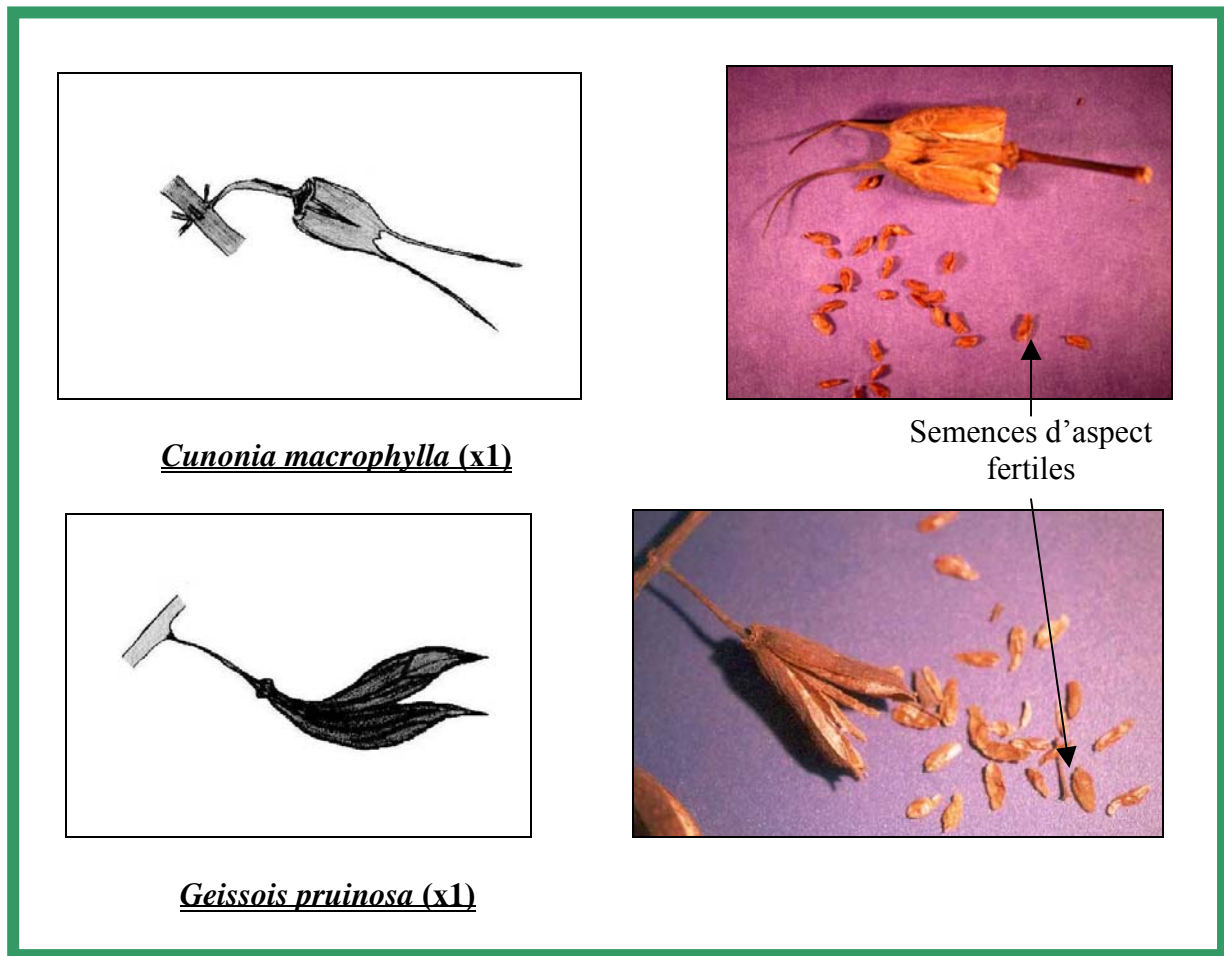 Cunonia macrophylla (x1)
Semences d'aspect
fertiles
Geissois pruinosa (x1)